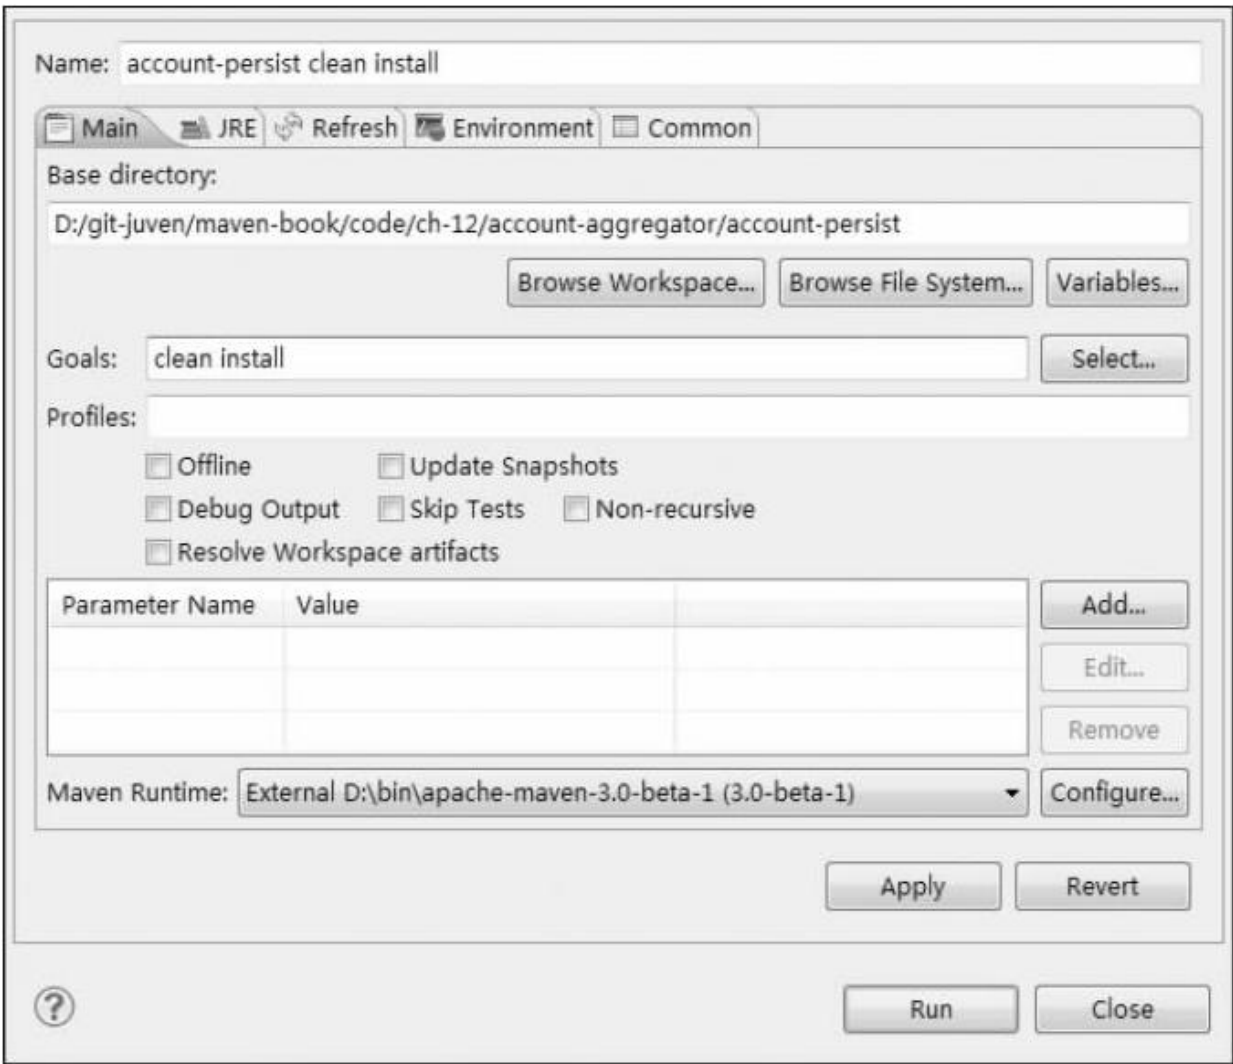 Name: account-persist clean install
Main JRE Refresh Environment Common
Base directory:
D:/git-juven/maven-book/code/ch-12/account-aggregator/account-persist
Browse Workspace... Browse File System... Variables...
Goals: clean install Select...
Profiles:
Offline Update Snapshots
Debug Output Skip Tests Non-recursive
Resolve Workspace artifacts
Parameter Name Value Add...
Edit...
Remove
Maven Runtime: External D:\bin\apache-maven-3.0-beta-1 (3.0-beta-1) Configure...
Apply Revert
? Run Close